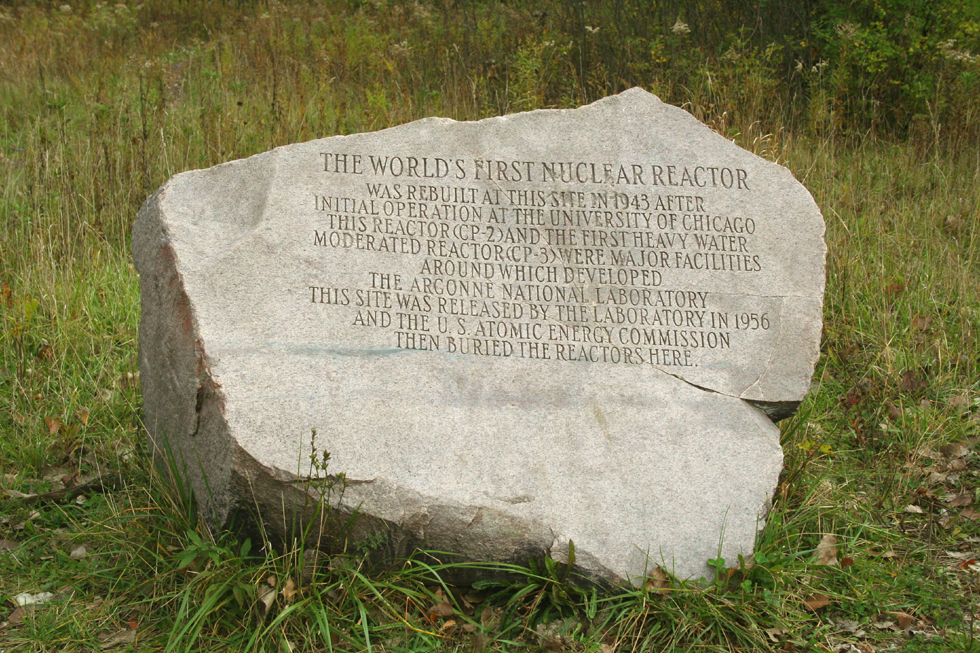 THE WORLD'S FIRST NUCLEAR REACTOR
WAS REBUILT AT THIS SITE IN 1943 AFTER
INITIAL OPERATION AT THE UNIVERSITY OF CHICAGO
THIS REACTOR (CP-2) AND THE FIRST HEAVY WATER
MODERATED REACTOR (CP-3) WERE MAJOR FACILITIES
AROUND WHICH DEVELOPED
THE ARGONNE NATIONAL LABORATORY
THIS SITE WAS RELEASED BY THE LABORATORY IN 1956
AND THE U.S. ATOMIC ENERGY COMMISSION
THEN BURIED THE REACTORS HERE.